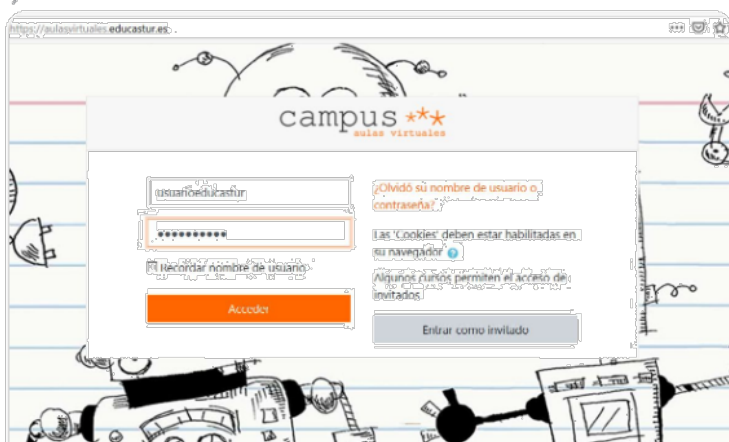 https://aulasvirtuales.educastur.es
campus ***
aulas virtuales
usuarioeducastur
••••••••••
Recordar nombre de usuario
Acceder
¿Olvidó su nombre de usuario o
contraseña?
Las 'Cookies' deben estar habilitadas en
su navegador
Algunos cursos permiten el acceso de
invitados
Entrar como invitado